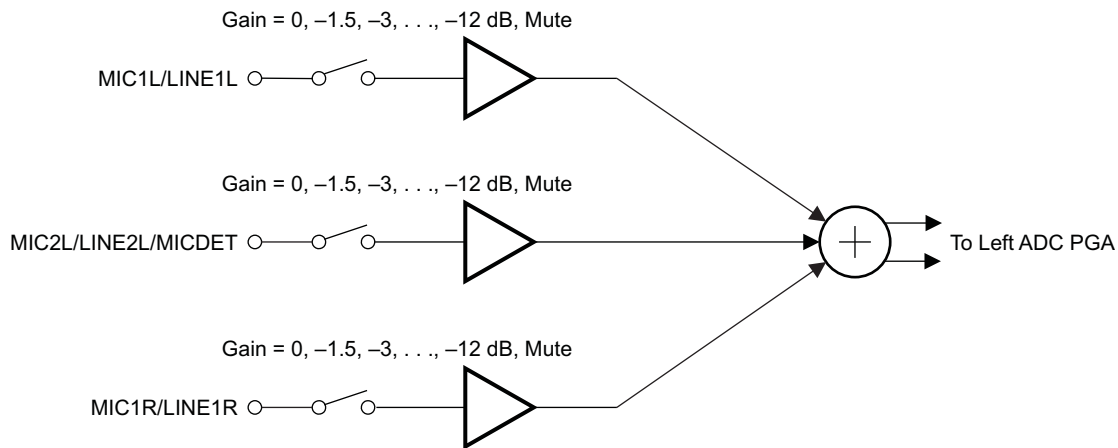 Gain = 0, –1.5, –3, . . ., –12 dB, Mute
MIC1L/LINE1L
Gain = 0, –1.5, –3, . . ., –12 dB, Mute
MIC2L/LINE2L/MICDET
To Left ADC PGA
Gain = 0, –1.5, –3, . . ., –12 dB, Mute
MIC1R/LINE1R